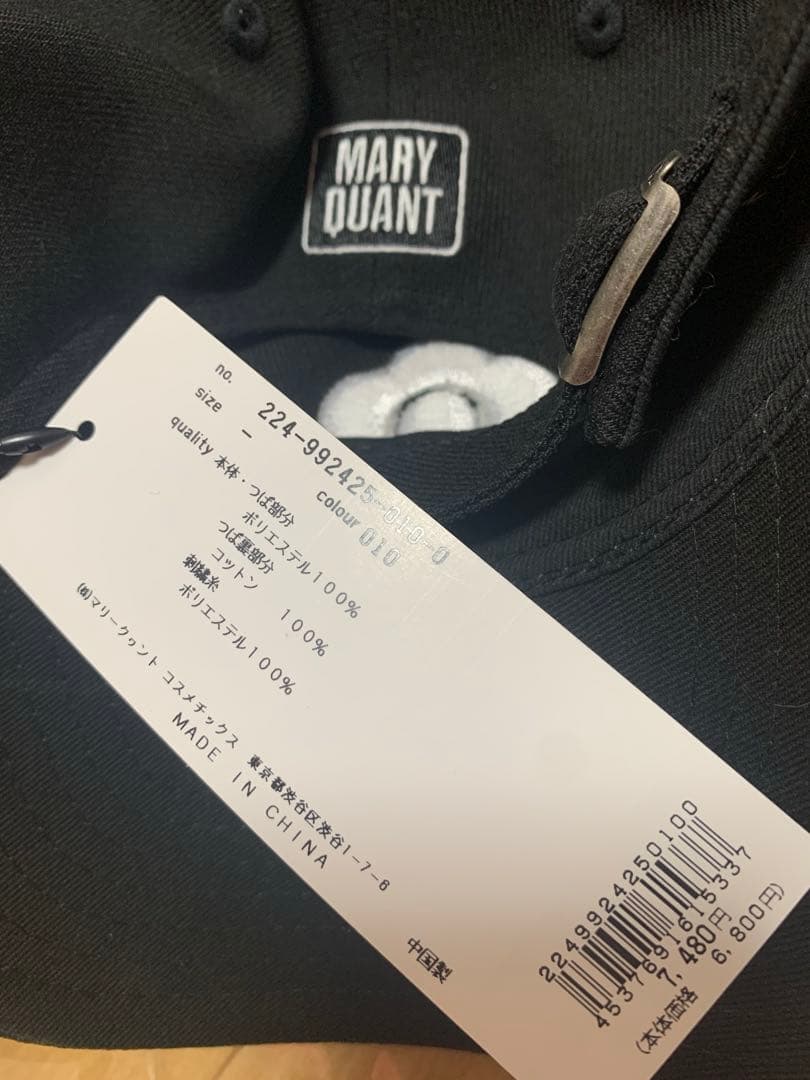 MARY
QUANT
no. 224-992425-010-0
size - colour 010
quality 本体・つば部分
ポリエステル100%
つば裏部分
コットン 100%
刺繍糸
ポリエステル100%
㈱マリークヮント コスメチックス 東京都渋谷区渋谷1-7-6
MADE IN CHINA
中国製
2249924250100
4537691615337
7,480円
(本体価格 6,800円)